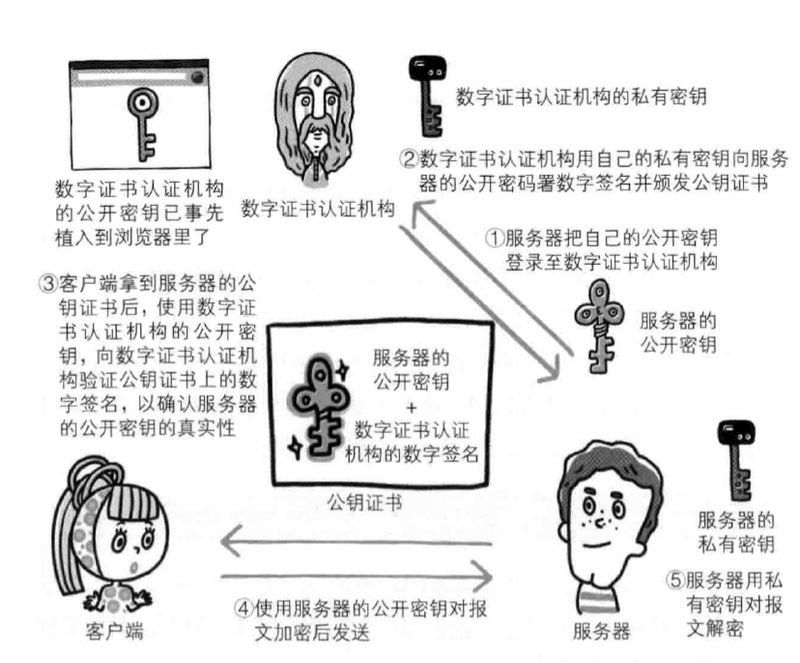 数字证书认证机构
的公开密钥已事先
植入到浏览器里了
数字证书认证机构
数字证书认证机构的私有密钥
②数字证书认证机构用自己的私有密钥向服务
器的公开密码署数字签名并颁发公钥证书
①服务器把自己的公开密钥
登录至数字证书认证机构
服务器的
公开密钥
③客户端拿到服务器的公
钥证书后，使用数字证
书认证机构的公开密
钥，向数字证书认证机
构验证公钥证书上的数
字签名，以确认服务器
的公开密钥的真实性
服务器的
公开密钥
+
数字证书认证
机构的数字签名
公钥证书
服务器的
私有密钥
⑤服务器用私
有密钥对报
文解密
④使用服务器的公开密钥对报
文加密后发送
客户端
服务器